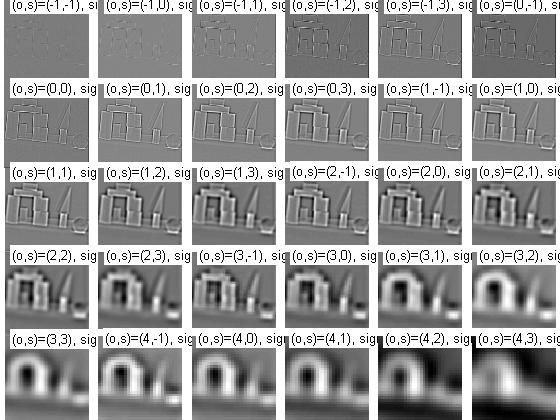 (o,s)=(-1,-1), si
(o,s)=(-1,0), sig
(o,s)=(-1,1), sig
(o,s)=(-1,2), sig
(o,s)=(-1,3), sig
(o,s)=(0,-1), sig
(o,s)=(0,0), sig
(o,s)=(0,1), sig
(o,s)=(0,2), sig
(o,s)=(0,3), sig
(o,s)=(1,-1), sig
(o,s)=(1,0), sig
(o,s)=(1,1), sig
(o,s)=(1,2), sig
(o,s)=(1,3), sig
(o,s)=(2,-1), sig
(o,s)=(2,0), sig
(o,s)=(2,1), sig
(o,s)=(2,2), sig
(o,s)=(2,3), sig
(o,s)=(3,-1), sig
(o,s)=(3,0), sig
(o,s)=(3,1), sig
(o,s)=(3,2), sig
(o,s)=(3,3), sig
(o,s)=(4,-1), sig
(o,s)=(4,0), sig
(o,s)=(4,1), sig
(o,s)=(4,2), sig
(o,s)=(4,3), sig